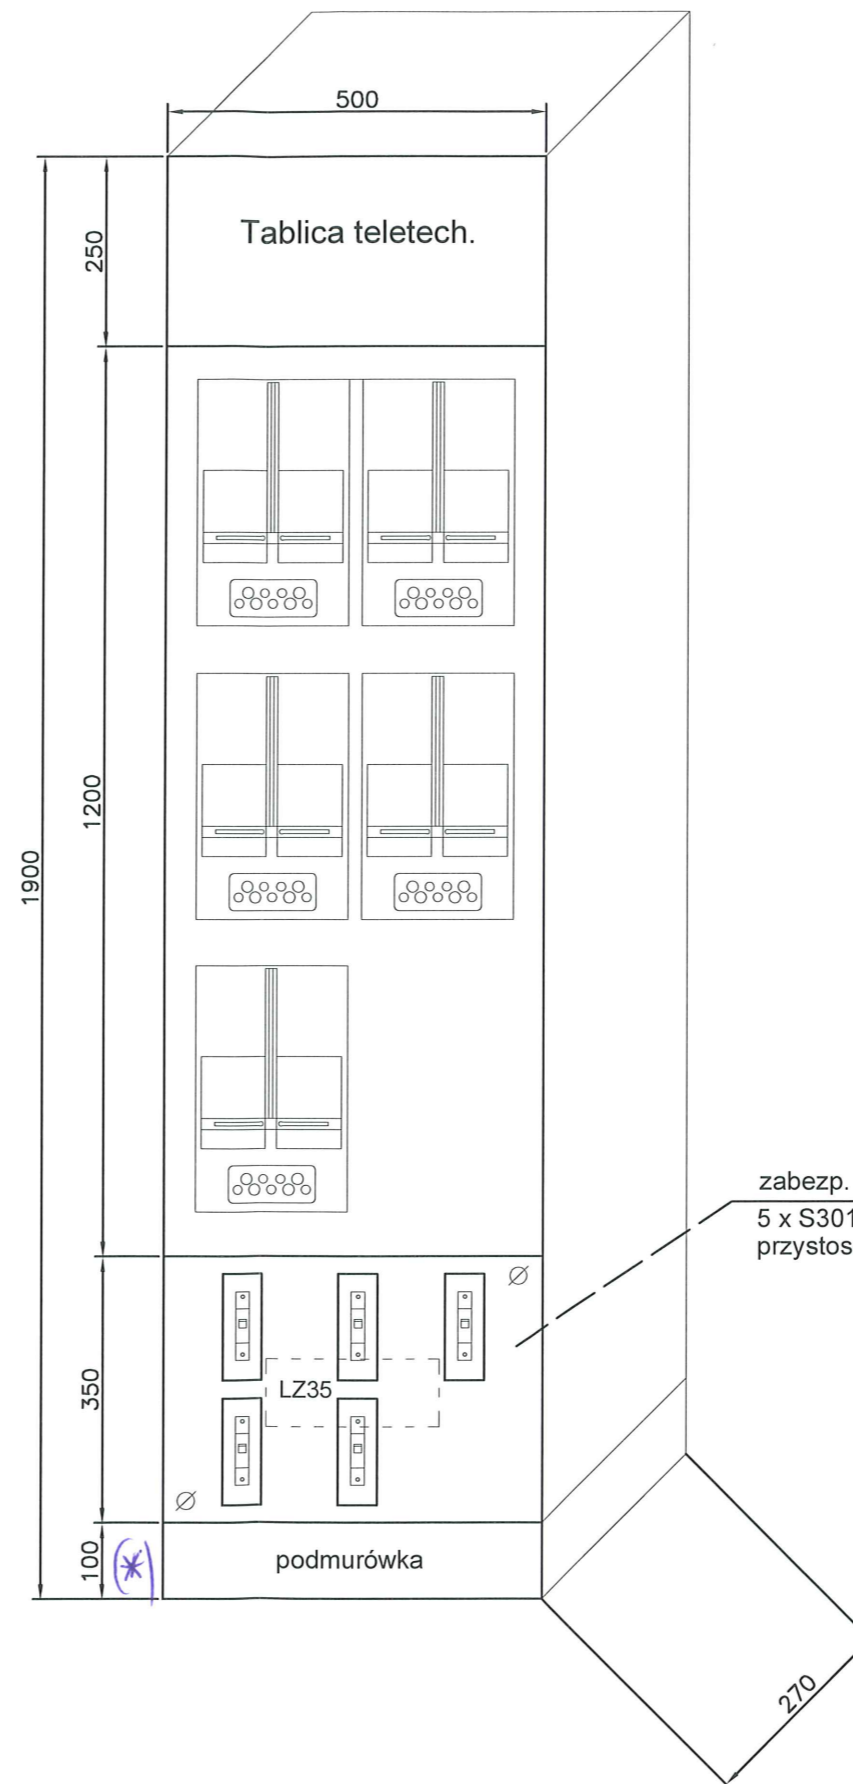 500
250
Tablica teletech.
1200
1900
zabezp.
5 x S301
przystos
350
LZ35
100
(*)
podmurówka
270